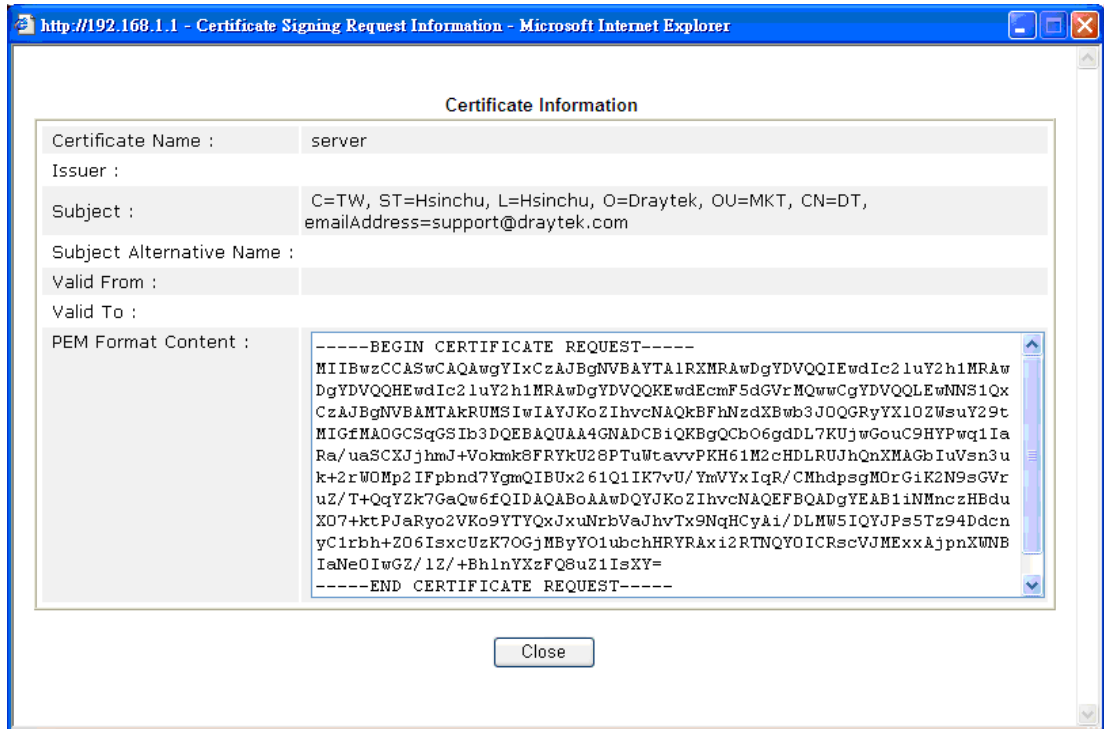 http://192.168.1.1 - Certificate Signing Request Information - Microsoft Internet Explorer
Certificate Information
Certificate Name : server
Issuer :
Subject : C=TW, ST=Hsinchu, L=Hsinchu, O=Draytek, OU=MKT, CN=DT,
emailAddress=support@draytek.com
Subject Alternative Name :
Valid From :
Valid To :
PEM Format Content :
-----BEGIN CERTIFICATE REQUEST-----
MIIBwzCCASwCAQAwgYIxCzAJBgNVBAYTAlRXMRAwDgYDVQQIEwdIc2luY2h1MRAw
DgYDVQQHEwdIc2luY2h1MRAwDgYDVQQKEwdEcmF5dGVrMQwwCgYDVQQLEwNNS1Qx
CzAJBgNVBAMTAkRUMSIwIAYJKoZIhvcNAQkBFhNzdXBwb3J0QGRyYXl0ZWsuY29t
MIGfMA0GCSqGSIb3DQEBAQUAA4GNADCBiQKBgQCbO6gdDL7KUjwGouC9HYPwq1Ia
Ra/uaSCXJjhmJ+Vokmk8FRYkU28PTuWtavvPKH61M2cHDLRUJhQnXMAGbIuVsn3u
k+2rWOMp2IFpbnd7YgmQIBUx261Q1IK7vU/YmVYxIqR/CMhdpsgMOrGiK2N9sGVr
uZ/T+QqYZk7GaQw6fQIDAQABoAAwDQYJKoZIhvcNAQEFBQADgYEAB1iNMnczHBdu
XO7+ktPJaRyo2VKo9YTYQxJxuNrbVaJhvTx9NqHCyAi/DLMW5IQYJPs5Tz94Ddcn
yC1rbh+ZO6IsxcUzK7OGjMByYO1ubchHRYRAxi2RTNQYOICRscVJMExxAjpnXWNB
IaNeOIwGZ/lZ/+BhlnYXzFQ8uZ1IsXY=
-----END CERTIFICATE REQUEST-----
Close